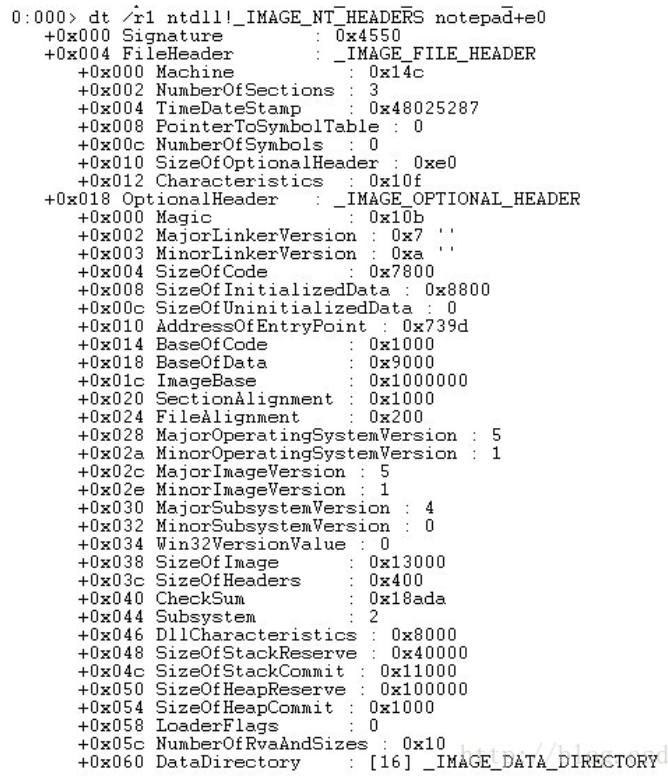 0:000> dt /r1 ntdll!_IMAGE_NT_HEADERS notepad+e0
+0x000 Signature : 0x4550
+0x004 FileHeader : _IMAGE_FILE_HEADER
+0x000 Machine : 0x14c
+0x002 NumberOfSections : 3
+0x004 TimeDateStamp : 0x48025287
+0x008 PointerToSymbolTable : 0
+0x00c NumberOfSymbols : 0
+0x010 SizeOfOptionalHeader : 0xe0
+0x012 Characteristics : 0x10f
+0x018 OptionalHeader : _IMAGE_OPTIONAL_HEADER
+0x000 Magic : 0x10b
+0x002 MajorLinkerVersion : 0x7 ''
+0x003 MinorLinkerVersion : 0xa ''
+0x004 SizeOfCode : 0x7800
+0x008 SizeOfInitializedData : 0x8800
+0x00c SizeOfUninitializedData : 0
+0x010 AddressOfEntryPoint : 0x739d
+0x014 BaseOfCode : 0x1000
+0x018 BaseOfData : 0x9000
+0x01c ImageBase : 0x1000000
+0x020 SectionAlignment : 0x1000
+0x024 FileAlignment : 0x200
+0x028 MajorOperatingSystemVersion : 5
+0x02a MinorOperatingSystemVersion : 1
+0x02c MajorImageVersion : 5
+0x02e MinorImageVersion : 1
+0x030 MajorSubsystemVersion : 4
+0x032 MinorSubsystemVersion : 0
+0x034 Win32VersionValue : 0
+0x038 SizeOfImage : 0x13000
+0x03c SizeOfHeaders : 0x400
+0x040 CheckSum : 0x18ada
+0x044 Subsystem : 2
+0x046 DllCharacteristics : 0x8000
+0x048 SizeOfStackReserve : 0x40000
+0x04c SizeOfStackCommit : 0x11000
+0x050 SizeOfHeapReserve : 0x100000
+0x054 SizeOfHeapCommit : 0x1000
+0x058 LoaderFlags : 0
+0x05c NumberOfRvaAndSizes : 0x10
+0x060 DataDirectory : [16] _IMAGE_DATA_DIRECTORY